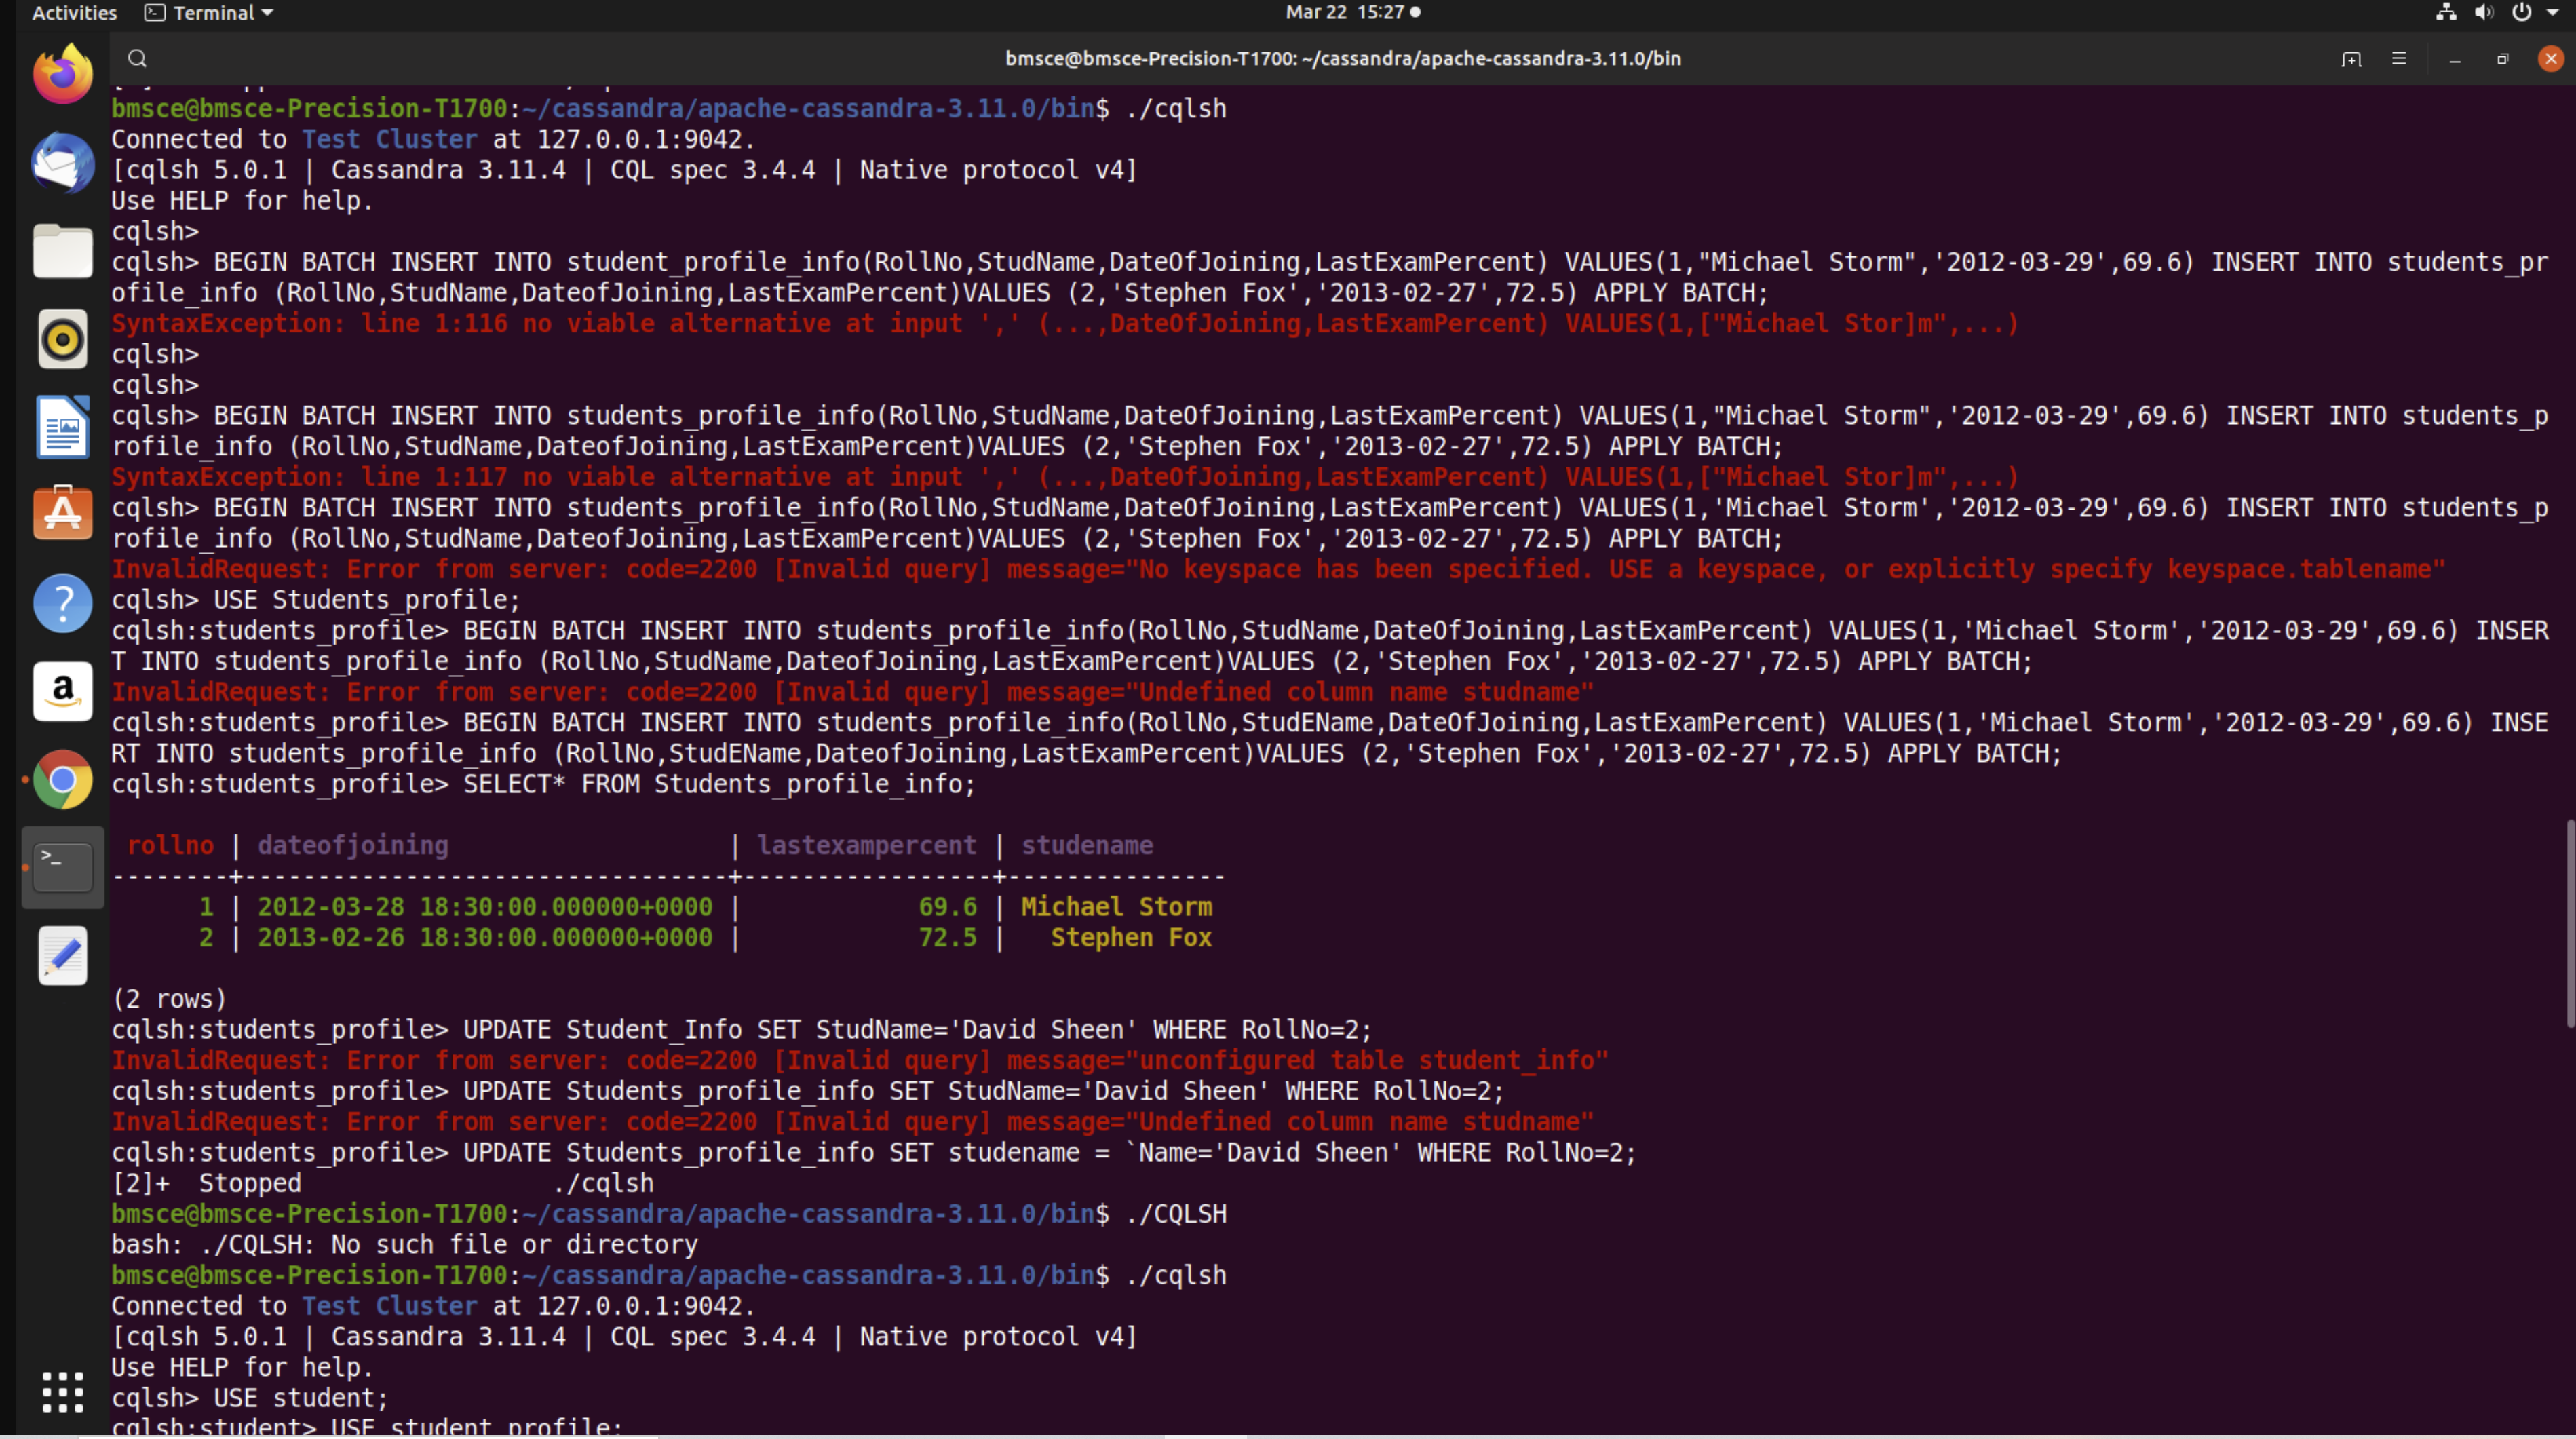 Activities Terminal Mar 22 15:27
bmsce@bmsce-Precision-T1700: ~/cassandra/apache-cassandra-3.11.0/bin
bmsce@bmsce-Precision-T1700:~/cassandra/apache-cassandra-3.11.0/bin$ ./cqlsh
Connected to Test Cluster at 127.0.0.1:9042.
[cqlsh 5.0.1 | Cassandra 3.11.4 | CQL spec 3.4.4 | Native protocol v4]
Use HELP for help.
cqlsh>
cqlsh> BEGIN BATCH INSERT INTO student_profile_info(RollNo,StudName,DateOfJoining,LastExamPercent) VALUES(1,"Michael Storm",'2012-03-29',69.6) INSERT INTO students_pr
ofile_info (RollNo,StudName,DateofJoining,LastExamPercent)VALUES (2,'Stephen Fox','2013-02-27',72.5) APPLY BATCH;
SyntaxException: line 1:116 no viable alternative at input ',' (...,DateOfJoining,LastExamPercent) VALUES(1,["Michael Stor]m",...)
cqlsh>
cqlsh>
cqlsh> BEGIN BATCH INSERT INTO students_profile_info(RollNo,StudName,DateOfJoining,LastExamPercent) VALUES(1,"Michael Storm",'2012-03-29',69.6) INSERT INTO students_p
rofile_info (RollNo,StudName,DateofJoining,LastExamPercent)VALUES (2,'Stephen Fox','2013-02-27',72.5) APPLY BATCH;
SyntaxException: line 1:117 no viable alternative at input ',' (...,DateOfJoining,LastExamPercent) VALUES(1,["Michael Stor]m",...)
cqlsh> BEGIN BATCH INSERT INTO students_profile_info(RollNo,StudName,DateOfJoining,LastExamPercent) VALUES(1,'Michael Storm','2012-03-29',69.6) INSERT INTO students_p
rofile_info (RollNo,StudName,DateofJoining,LastExamPercent)VALUES (2,'Stephen Fox','2013-02-27',72.5) APPLY BATCH;
InvalidRequest: Error from server: code=2200 [Invalid query] message="No keyspace has been specified. USE a keyspace, or explicitly specify keyspace.tablename"
cqlsh> USE Students_profile;
cqlsh:students_profile> BEGIN BATCH INSERT INTO students_profile_info(RollNo,StudName,DateOfJoining,LastExamPercent) VALUES(1,'Michael Storm','2012-03-29',69.6) INSER
T INTO students_profile_info (RollNo,StudName,DateofJoining,LastExamPercent)VALUES (2,'Stephen Fox','2013-02-27',72.5) APPLY BATCH;
InvalidRequest: Error from server: code=2200 [Invalid query] message="Undefined column name studname"
cqlsh:students_profile> BEGIN BATCH INSERT INTO students_profile_info(RollNo,StudEName,DateOfJoining,LastExamPercent) VALUES(1,'Michael Storm','2012-03-29',69.6) INSE
RT INTO students_profile_info (RollNo,StudEName,DateofJoining,LastExamPercent)VALUES (2,'Stephen Fox','2013-02-27',72.5) APPLY BATCH;
cqlsh:students_profile> SELECT* FROM Students_profile_info;
rollno | dateofjoining | lastexampercent | studename
--------+---------------------------------+-----------------+---------------
1 | 2012-03-28 18:30:00.000000+0000 | 69.6 | Michael Storm
2 | 2013-02-26 18:30:00.000000+0000 | 72.5 | Stephen Fox
(2 rows)
cqlsh:students_profile> UPDATE Student_Info SET StudName='David Sheen' WHERE RollNo=2;
InvalidRequest: Error from server: code=2200 [Invalid query] message="unconfigured table student_info"
cqlsh:students_profile> UPDATE Students_profile_info SET StudName='David Sheen' WHERE RollNo=2;
InvalidRequest: Error from server: code=2200 [Invalid query] message="Undefined column name studname"
cqlsh:students_profile> UPDATE Students_profile_info SET studename = `Name='David Sheen' WHERE RollNo=2;
[2]+  Stopped                 ./cqlsh
bmsce@bmsce-Precision-T1700:~/cassandra/apache-cassandra-3.11.0/bin$ ./CQLSH
bash: ./CQLSH: No such file or directory
bmsce@bmsce-Precision-T1700:~/cassandra/apache-cassandra-3.11.0/bin$ ./cqlsh
Connected to Test Cluster at 127.0.0.1:9042.
[cqlsh 5.0.1 | Cassandra 3.11.4 | CQL spec 3.4.4 | Native protocol v4]
Use HELP for help.
cqlsh> USE student;
cqlsh:student> USE student_profile;